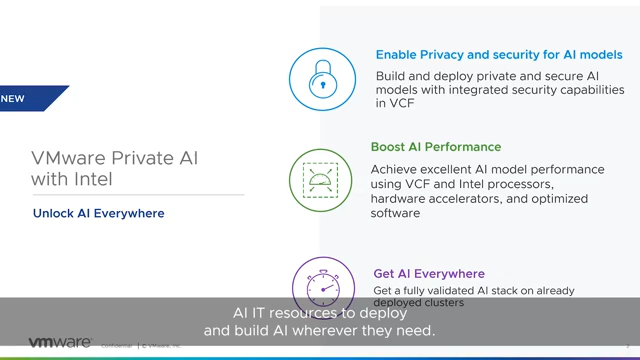 NEW
VMware Private AI
with Intel
Unlock AI Everywhere
Enable Privacy and security for AI models
Build and deploy private and secure AI
models with integrated security capabilities
in VCF
Boost AI Performance
Achieve excellent AI model performance
using VCF and Intel processors,
hardware accelerators, and optimized
software
Get AI Everywhere
Get a fully validated AI stack on already
deployed clusters
AI IT resources to deploy
and build AI wherever they need.
vmware
Confidential | © VMware, Inc.